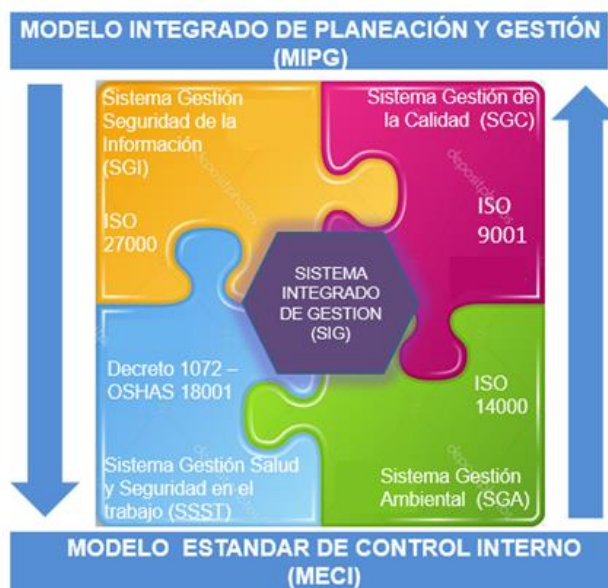 MODELO INTEGRADO DE PLANEACIÓN Y GESTIÓN
(MIPG)
Sistema Gestión
Seguridad de la
Información
(SGI)
ISO
27000
Sistema Gestión de
la Calidad (SGC)
ISO
9001
SISTEMA
INTEGRADO
DE GESTION
(SIG)
Decreto 1072 –
OSHAS 18001
Sistema Gestión Salud
y Seguridad en el
trabajo (SSST)
ISO
14000
Sistema Gestión
Ambiental (SGA)
MODELO ESTANDAR DE CONTROL INTERNO
(MECI)
depositphotos